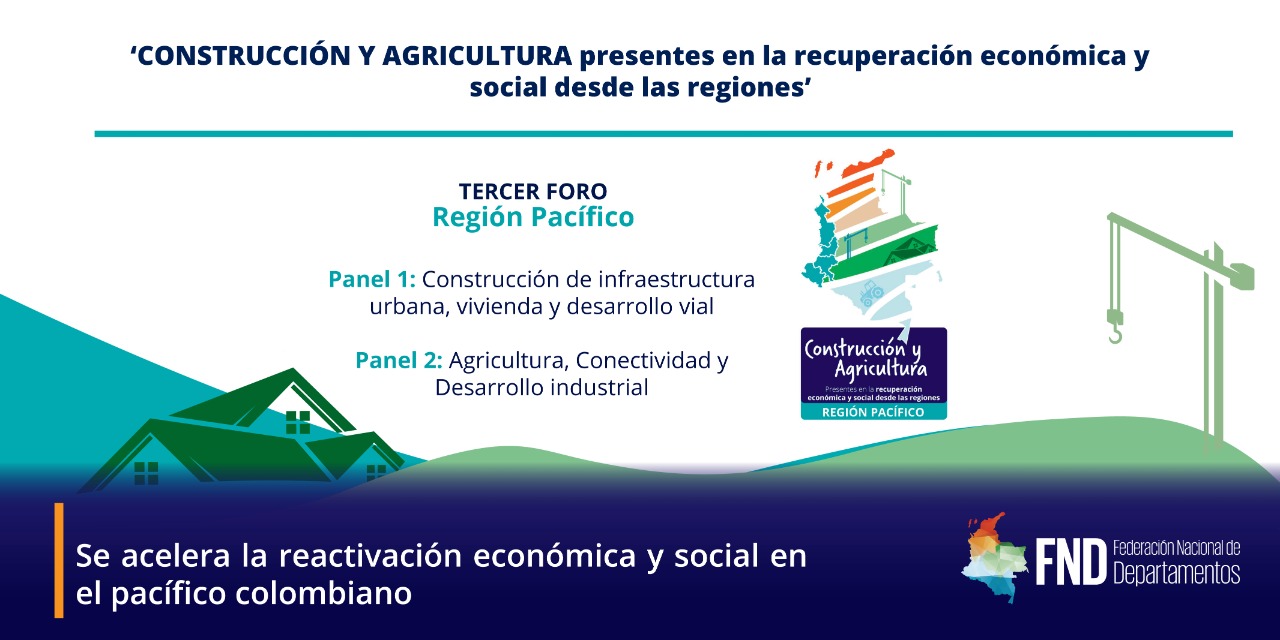 ‘CONSTRUCCIÓN Y AGRICULTURA presentes en la recuperación económica y
social desde las regiones’
TERCER FORO
Región Pacífico
Panel 1: Construcción de infraestructura
urbana, vivienda y desarrollo vial
Panel 2: Agricultura, Conectividad y
Desarrollo industrial
Construcción y
Agricultura
Presentes en la recuperación
económica y social desde las regiones
REGIÓN PACÍFICO
Se acelera la reactivación económica y social en
el pacífico colombiano
FND
Federación Nacional de
Departamentos